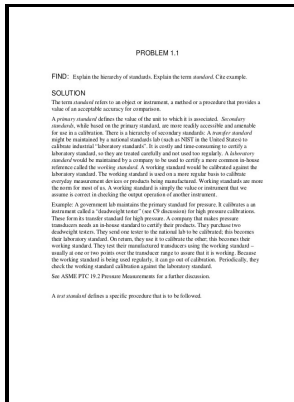 PROBLEM 1.1
FIND: Explain the hierarchy of standards. Explain the term standard. Cite example.
SOLUTION
The term standard refers to an object or instrument, a method or a procedure that provides a
value of an acceptable accuracy for comparison.
A primary standard defines the value of the unit to which it is associated. Secondary
standards, while based on the primary standard, are more readily accessible and amenable
for use in a calibration. There is a hierarchy of secondary standards: A transfer standard
might be maintained by a national standards lab (such as NIST in the United States) to
calibrate industrial "laboratory standards". It is costly and time-consuming to certify a
laboratory standard, so they are treated carefully and not used too regularly. A laboratory
standard would be maintained by a company to be used to certify a more common in-house
reference called the working standard. A working standard would be calibrated against the
laboratory standard. The working standard is used on a more regular basis to calibrate
everyday measurement devices or products being manufactured. Working standards are more
the norm for most of us. A working standard is simply the value or instrument that we
assume is correct in checking the output operation of another instrument.
Example: A government lab maintains the primary standard for pressure. It calibrates a an
instrument called a "deadweight tester" (see C9 discussion) for high pressure calibrations.
These form its transfer standard for high pressure. A company that makes pressure
transducers needs an in-house standard to certify their products. They purchase two
deadweight testers. They send one tester to the national lab to be calibrated; this becomes
their laboratory standard. On return, they use it to calibrate the other; this becomes their
working standard. They test their manufactured transducers using the working standard –
usually at one or two points over the transducer range to assure that it is working. Because
the working standard is being used regularly, it can go out of calibration. Periodically, they
check the working standard calibration against the laboratory standard.
See ASME PTC 19.2 Pressure Measurements for a further discussion.
A test standard defines a specific procedure that is to be followed.